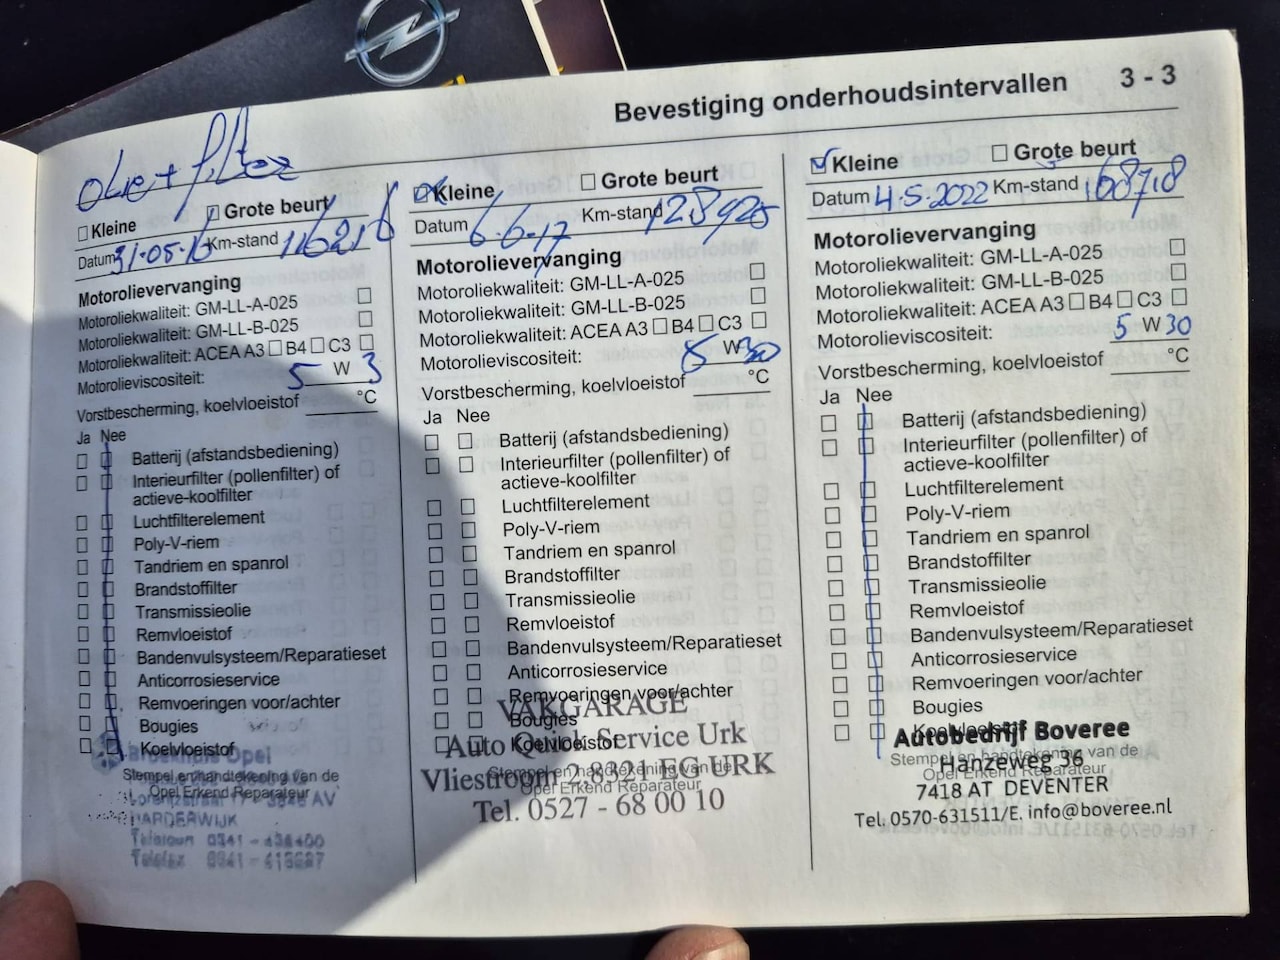 Bevestiging onderhoudsintervallen 3 - 3
olie + filter
Kleine Grote beurt
Datum 31-05-16 Km-stand 116216
Motorolievervanging
Motoroliekwaliteit: GM-LL-A-025
Motoroliekwaliteit: GM-LL-B-025
Motoroliekwaliteit: ACEA A3 B4 C3
Motorolieviscositeit: 5 W 3
Vorstbescherming, koelvloeistof °C
Ja Nee
Batterij (afstandsbediening)
Interieurfilter (pollenfilter) of
actieve-koolfilter
Luchtfilterelement
Poly-V-riem
Tandriem en spanrol
Brandstoffilter
Transmissieolie
Remvloeistof
Bandenvulsysteem/Reparatieset
Anticorrosieservice
Remvoeringen voor/achter
Bougies
Koelvloeistof
Broekhuis Opel
Stempel en handtekening van de
Opel Erkend Reparateur
HARDERWIJK
Telefoon 0341 -
Telefax 0341 -
Kleine Grote beurt
Datum 6-6-17 Km-stand 128925
Motorolievervanging
Motoroliekwaliteit: GM-LL-A-025
Motoroliekwaliteit: GM-LL-B-025
Motoroliekwaliteit: ACEA A3 B4 C3
Motorolieviscositeit: 5 W 30
Vorstbescherming, koelvloeistof °C
Ja Nee
Batterij (afstandsbediening)
Interieurfilter (pollenfilter) of
actieve-koolfilter
Luchtfilterelement
Poly-V-riem
Tandriem en spanrol
Brandstoffilter
Transmissieolie
Remvloeistof
Bandenvulsysteem/Reparatieset
Anticorrosieservice
Remvoeringen voor/achter
VAKGARAGE
Bougies
Koelvloeistof
Auto Quick Service Urk
Stempel en handtekening van de
Vliestroom 2 8321 EG URK
Opel Erkend Reparateur
Tel. 0527 - 68 00 10
Kleine Grote beurt
Datum 4-5-2022 Km-stand 168718
Motorolievervanging
Motoroliekwaliteit: GM-LL-A-025
Motoroliekwaliteit: GM-LL-B-025
Motoroliekwaliteit: ACEA A3 B4 C3
Motorolieviscositeit: 5 W 30
Vorstbescherming, koelvloeistof °C
Ja Nee
Batterij (afstandsbediening)
Interieurfilter (pollenfilter) of
actieve-koolfilter
Luchtfilterelement
Poly-V-riem
Tandriem en spanrol
Brandstoffilter
Transmissieolie
Remvloeistof
Bandenvulsysteem/Reparatieset
Anticorrosieservice
Remvoeringen voor/achter
Bougies
Koelvloeistof
Autobedrijf Boveree
Stempel en handtekening van de
Hanzeweg 36
Opel Erkend Reparateur
7418 AT DEVENTER
Tel. 0570-631511/E. info@boveree.nl